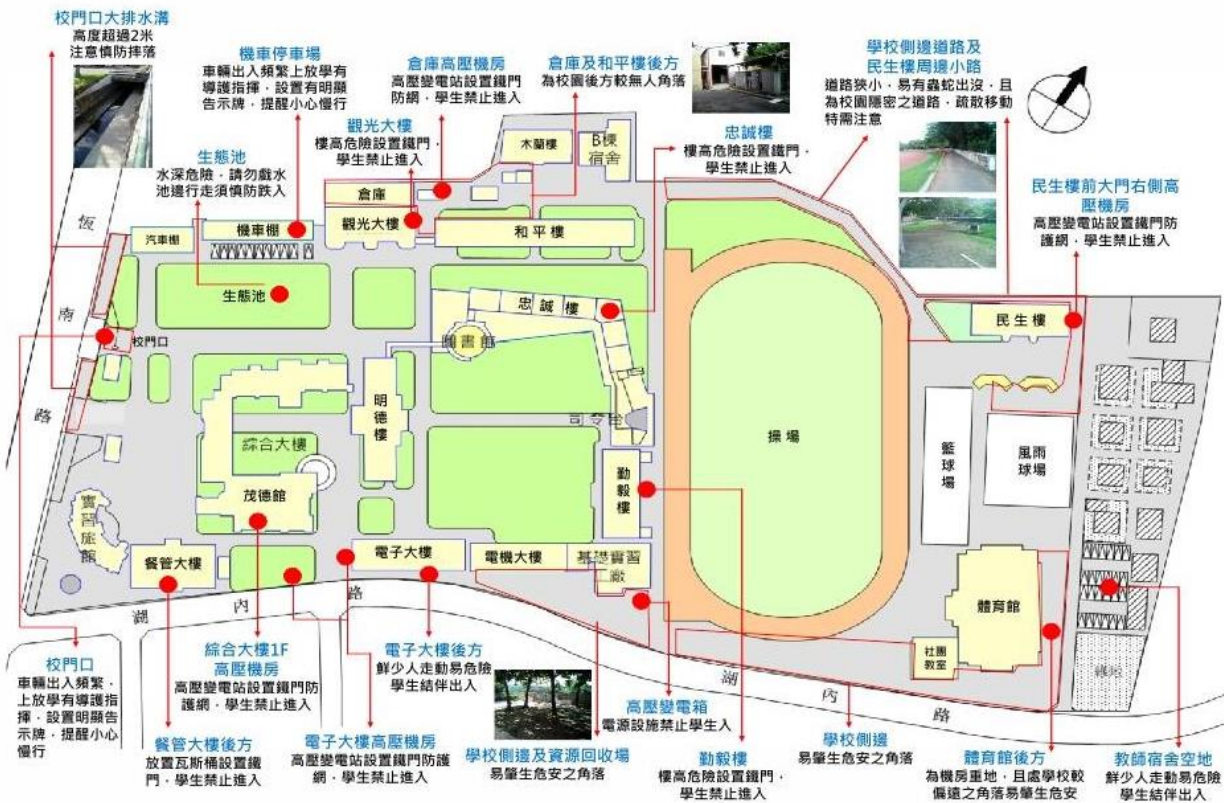 校門口大排水溝
高度超過2米
注意慎防摔落
機車停車場
車輛出入頻繁上放學有
導護指揮，設置有明顯
告示牌，提醒小心慢行
倉庫高壓機房
高壓變電站設置鐵門
防網，學生禁止進入
倉庫及和平樓後方
為校園後方較無人角落
學校側邊道路及
民生樓周邊小路
道路狹小，易有蟲蛇出沒，且
為校園隱密之道路，疏散移動
特需注意
生態池
水深危險，請勿戲水
池邊行走須慎防跌入
觀光大樓
樓高危險設置鐵門，
學生禁止進入
忠誠樓
樓高危險設置鐵門，
學生禁止進入
民生樓前大門右側高
壓機房
高壓變電站設置鐵門防
護網，學生禁止進入
木蘭樓
B棟
宿舍
倉庫
汽車棚
機車棚
觀光大樓
和平樓
生態池
忠誠樓
圖書館
民生樓
校門口
恆
南
路
明德樓
司令台
綜合大樓
操場
籃球場
風雨
球場
茂德館
勤毅樓
實習旅館
餐管大樓
電子大樓
電機大樓
基礎實習
工廠
體育館
社團
教室
湖
內
路
湖
內
路
校門口
車輛出入頻繁，
上放學有導護指
揮，設置明顯告
示牌，提醒小心
慢行
綜合大樓1F
高壓機房
高壓變電站設置鐵門防
護網，學生禁止進入
餐管大樓後方
放置瓦斯桶設置鐵
門，學生禁止進入
電子大樓後方
鮮少人走動易危險
學生結伴出入
電子大樓高壓機房
高壓變電站設置鐵門防護
網，學生禁止進入
學校側邊及資源回收場
易肇生危安之角落
高壓變電箱
電源設施禁止學生入
勤毅樓
樓高危險設置鐵門，
學生禁止進入
學校側邊
易肇生危安之角落
體育館後方
為機房重地，且處學校較
偏遠之角落易肇生危安
教師宿舍空地
鮮少人走動易危險
學生結伴出入